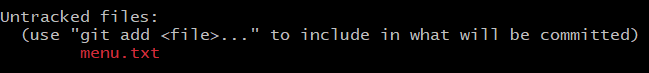 Untracked files:
  (use "git add <file>..." to include in what will be committed)
        menu.txt